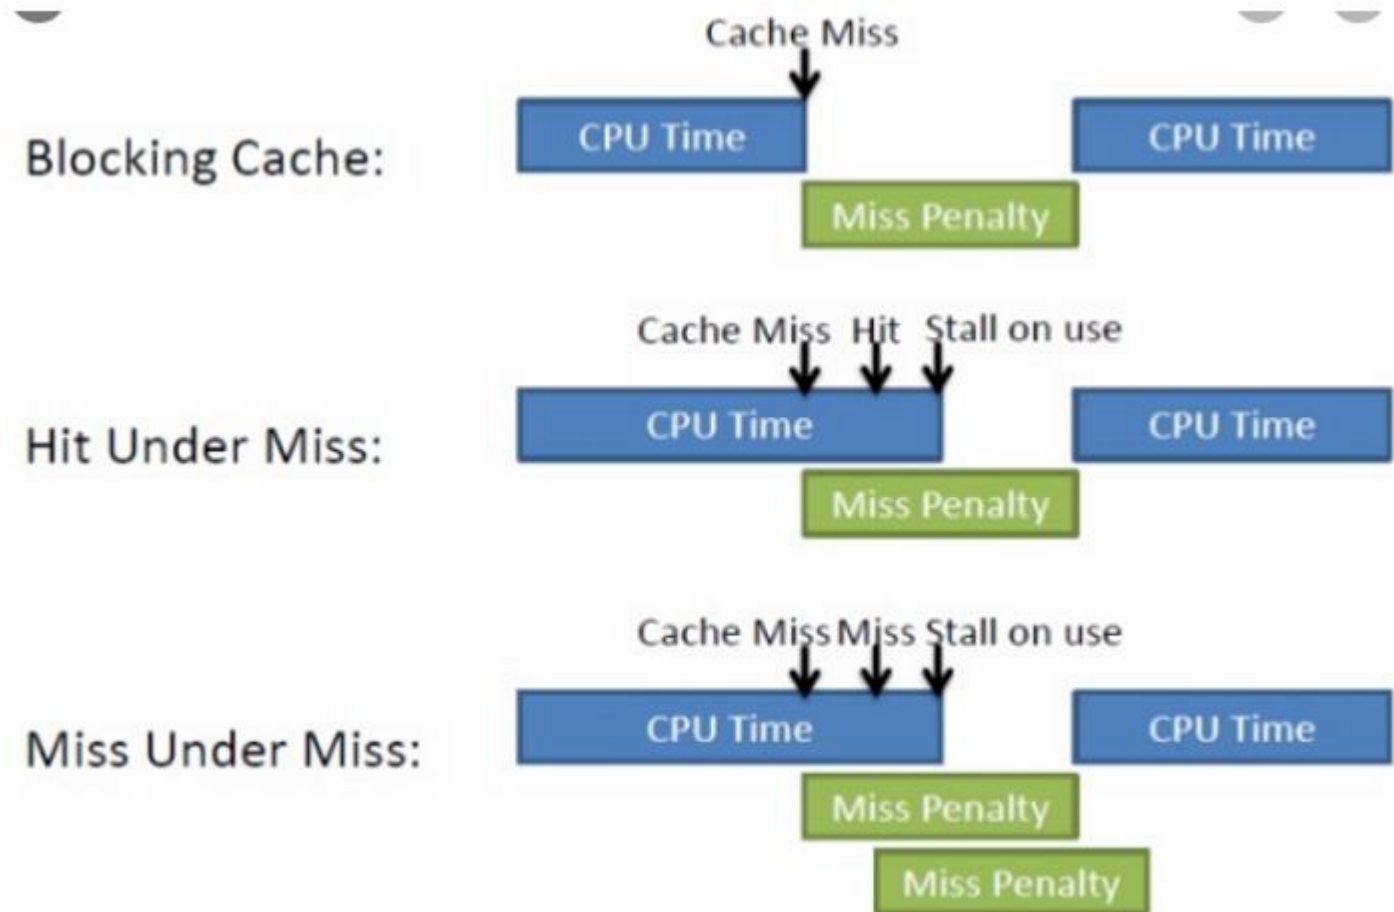 Cache Miss
Blocking Cache:
CPU Time
CPU Time
Miss Penalty
Cache Miss Hit Stall on use
Hit Under Miss:
CPU Time
CPU Time
Miss Penalty
Cache Miss Miss Stall on use
Miss Under Miss:
CPU Time
CPU Time
Miss Penalty
Miss Penalty